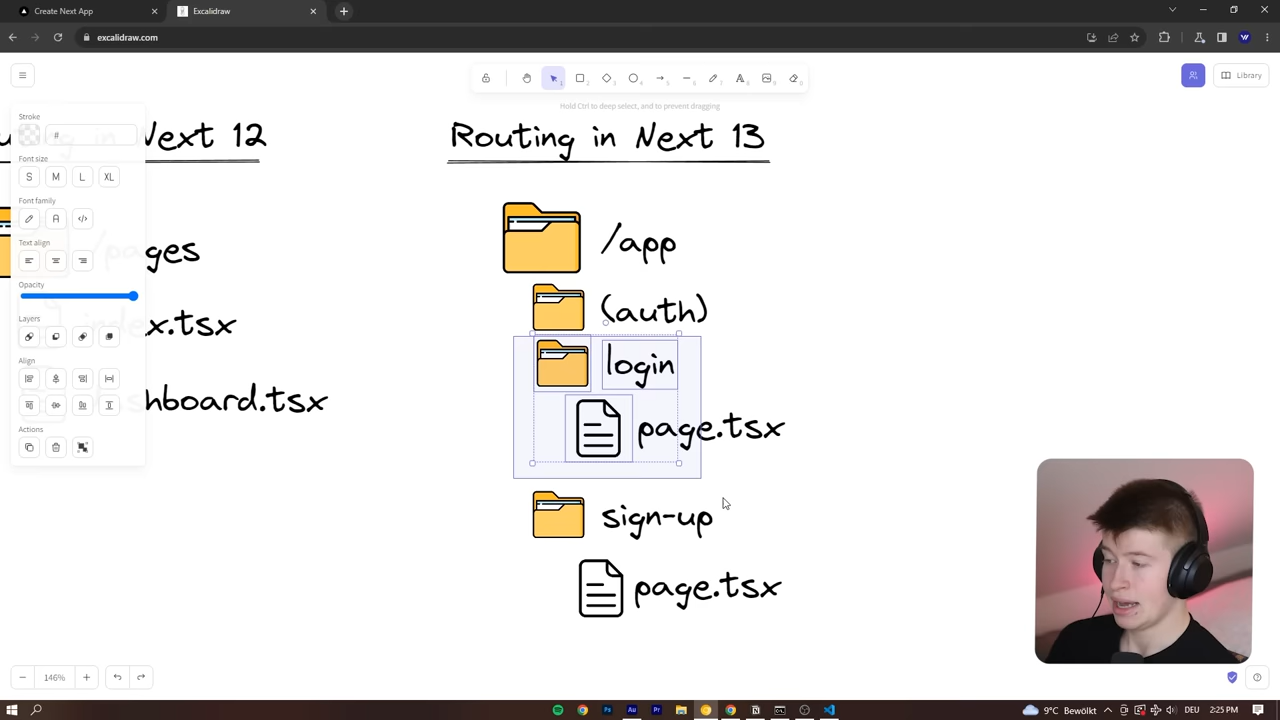 Create Next App
Excalidraw
excalidraw.com
Library
Hold Ctrl to deep select, and to prevent dragging
Stroke
#
Font size
S M L XL
Font family
Text align
Opacity
Layers
Align
Actions
Next 12
/pages
index.tsx
hboard.tsx
Routing in Next 13
/app
(auth)
login
page.tsx
sign-up
page.tsx
146%
9°C Bewölkt
DEU
2:25 PM